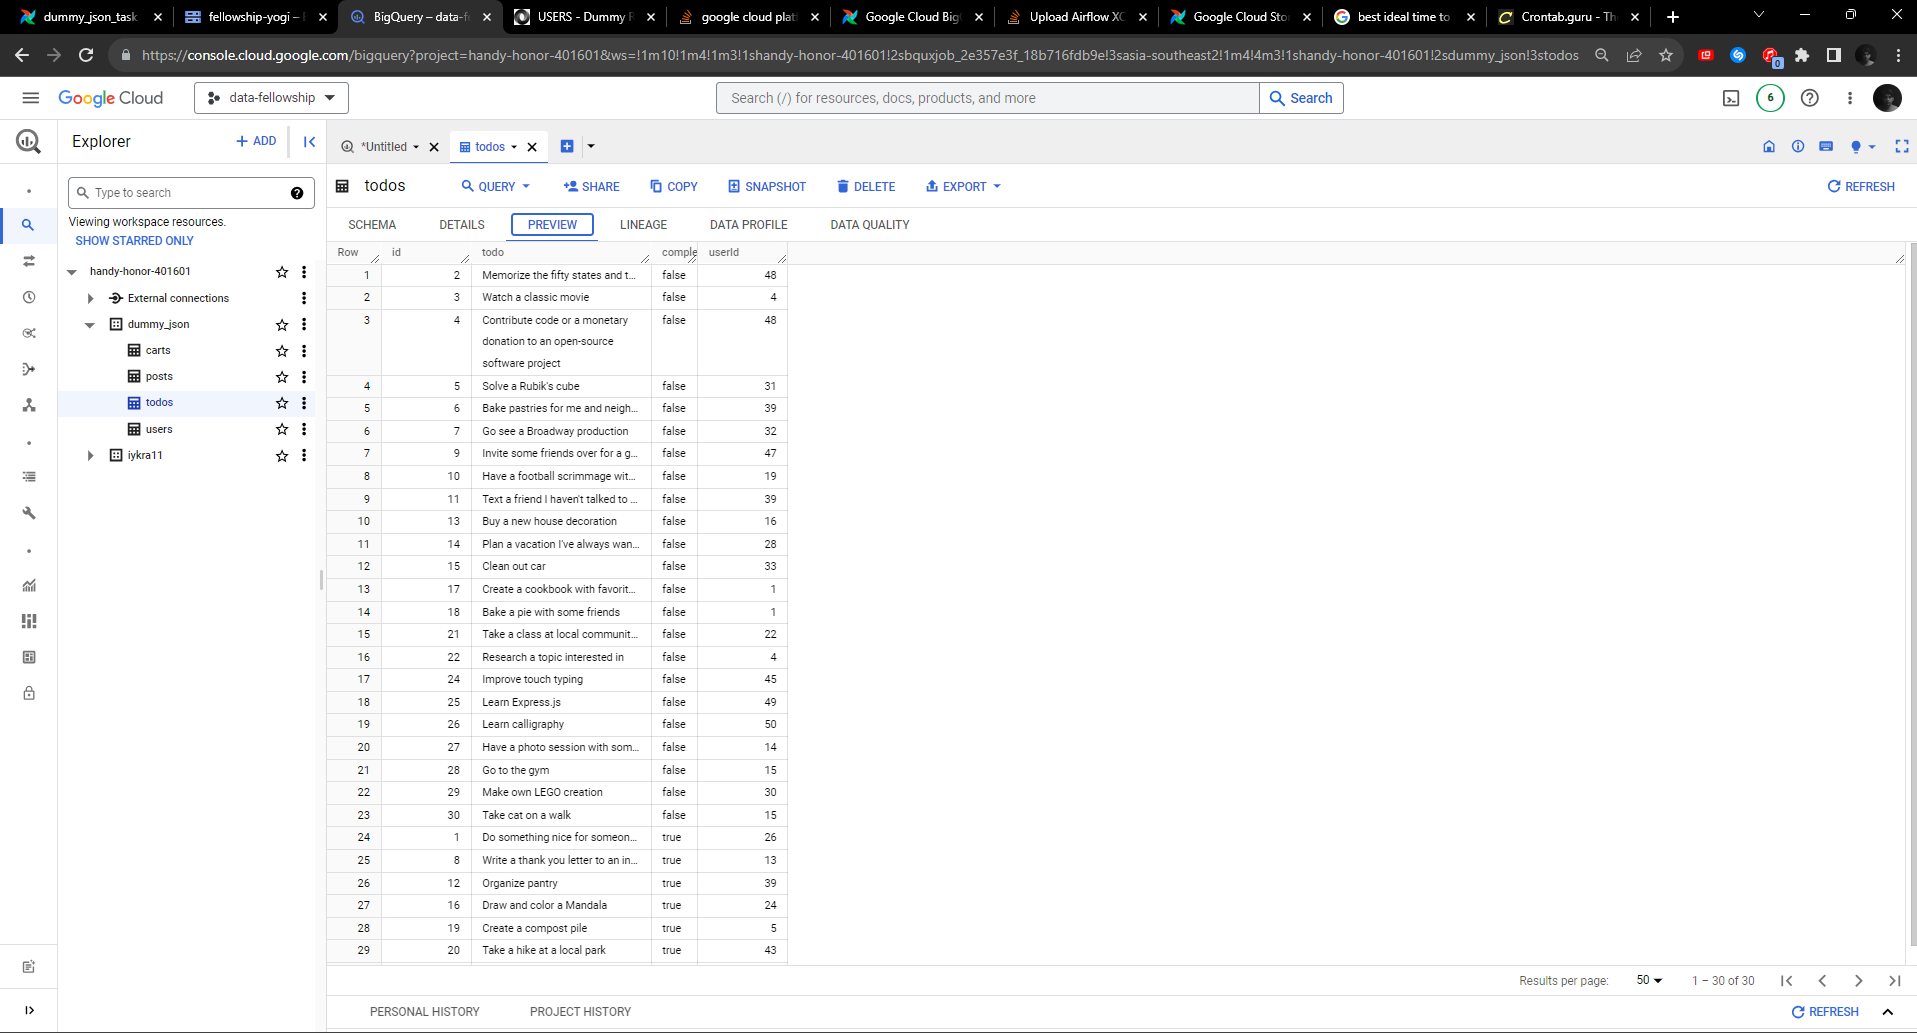 dummy_json_task
fellowship-yogi – E
BigQuery – data-f
USERS - Dummy R
google cloud plat
Google Cloud Big
Upload Airflow XC
Google Cloud Sto
best ideal time to
Crontab.guru - Th
https://console.cloud.google.com/bigquery?project=handy-honor-401601&ws=!1m10!1m4!1m3!1shandy-honor-401601!2sbquxjob_2e357e3f_18b716fdb9e!3sasia-southeast2!1m4!4m3!1shandy-honor-401601!2sdummy_json!3stodos
0
Google Cloud
data-fellowship
Search (/) for resources, docs, products, and more
Search
6
Explorer
+ ADD
*Untitled
todos
Type to search
todos
QUERY
SHARE
COPY
SNAPSHOT
DELETE
EXPORT
REFRESH
Viewing workspace resources.
SHOW STARRED ONLY
SCHEMA
DETAILS
PREVIEW
LINEAGE
DATA PROFILE
DATA QUALITY
handy-honor-401601
External connections
dummy_json
carts
posts
todos
users
iykra11
Row id todo comple userId
1 2 Memorize the fifty states and t... false 48
2 3 Watch a classic movie false 4
3 4 Contribute code or a monetary false 48
donation to an open-source
software project
4 5 Solve a Rubik's cube false 31
5 6 Bake pastries for me and neigh... false 39
6 7 Go see a Broadway production false 32
7 9 Invite some friends over for a g... false 47
8 10 Have a football scrimmage wit... false 19
9 11 Text a friend I haven't talked to ... false 39
10 13 Buy a new house decoration false 16
11 14 Plan a vacation I've always wan... false 28
12 15 Clean out car false 33
13 17 Create a cookbook with favorit... false 1
14 18 Bake a pie with some friends false 1
15 21 Take a class at local communit... false 22
16 22 Research a topic interested in false 4
17 24 Improve touch typing false 45
18 25 Learn Express.js false 49
19 26 Learn calligraphy false 50
20 27 Have a photo session with som... false 14
21 28 Go to the gym false 15
22 29 Make own LEGO creation false 30
23 30 Take cat on a walk false 15
24 1 Do something nice for someon... true 26
25 8 Write a thank you letter to an in... true 13
26 12 Organize pantry true 39
27 16 Draw and color a Mandala true 24
28 19 Create a compost pile true 5
29 20 Take a hike at a local park true 43
Results per page:
50
1 – 30 of 30
PERSONAL HISTORY
PROJECT HISTORY
REFRESH